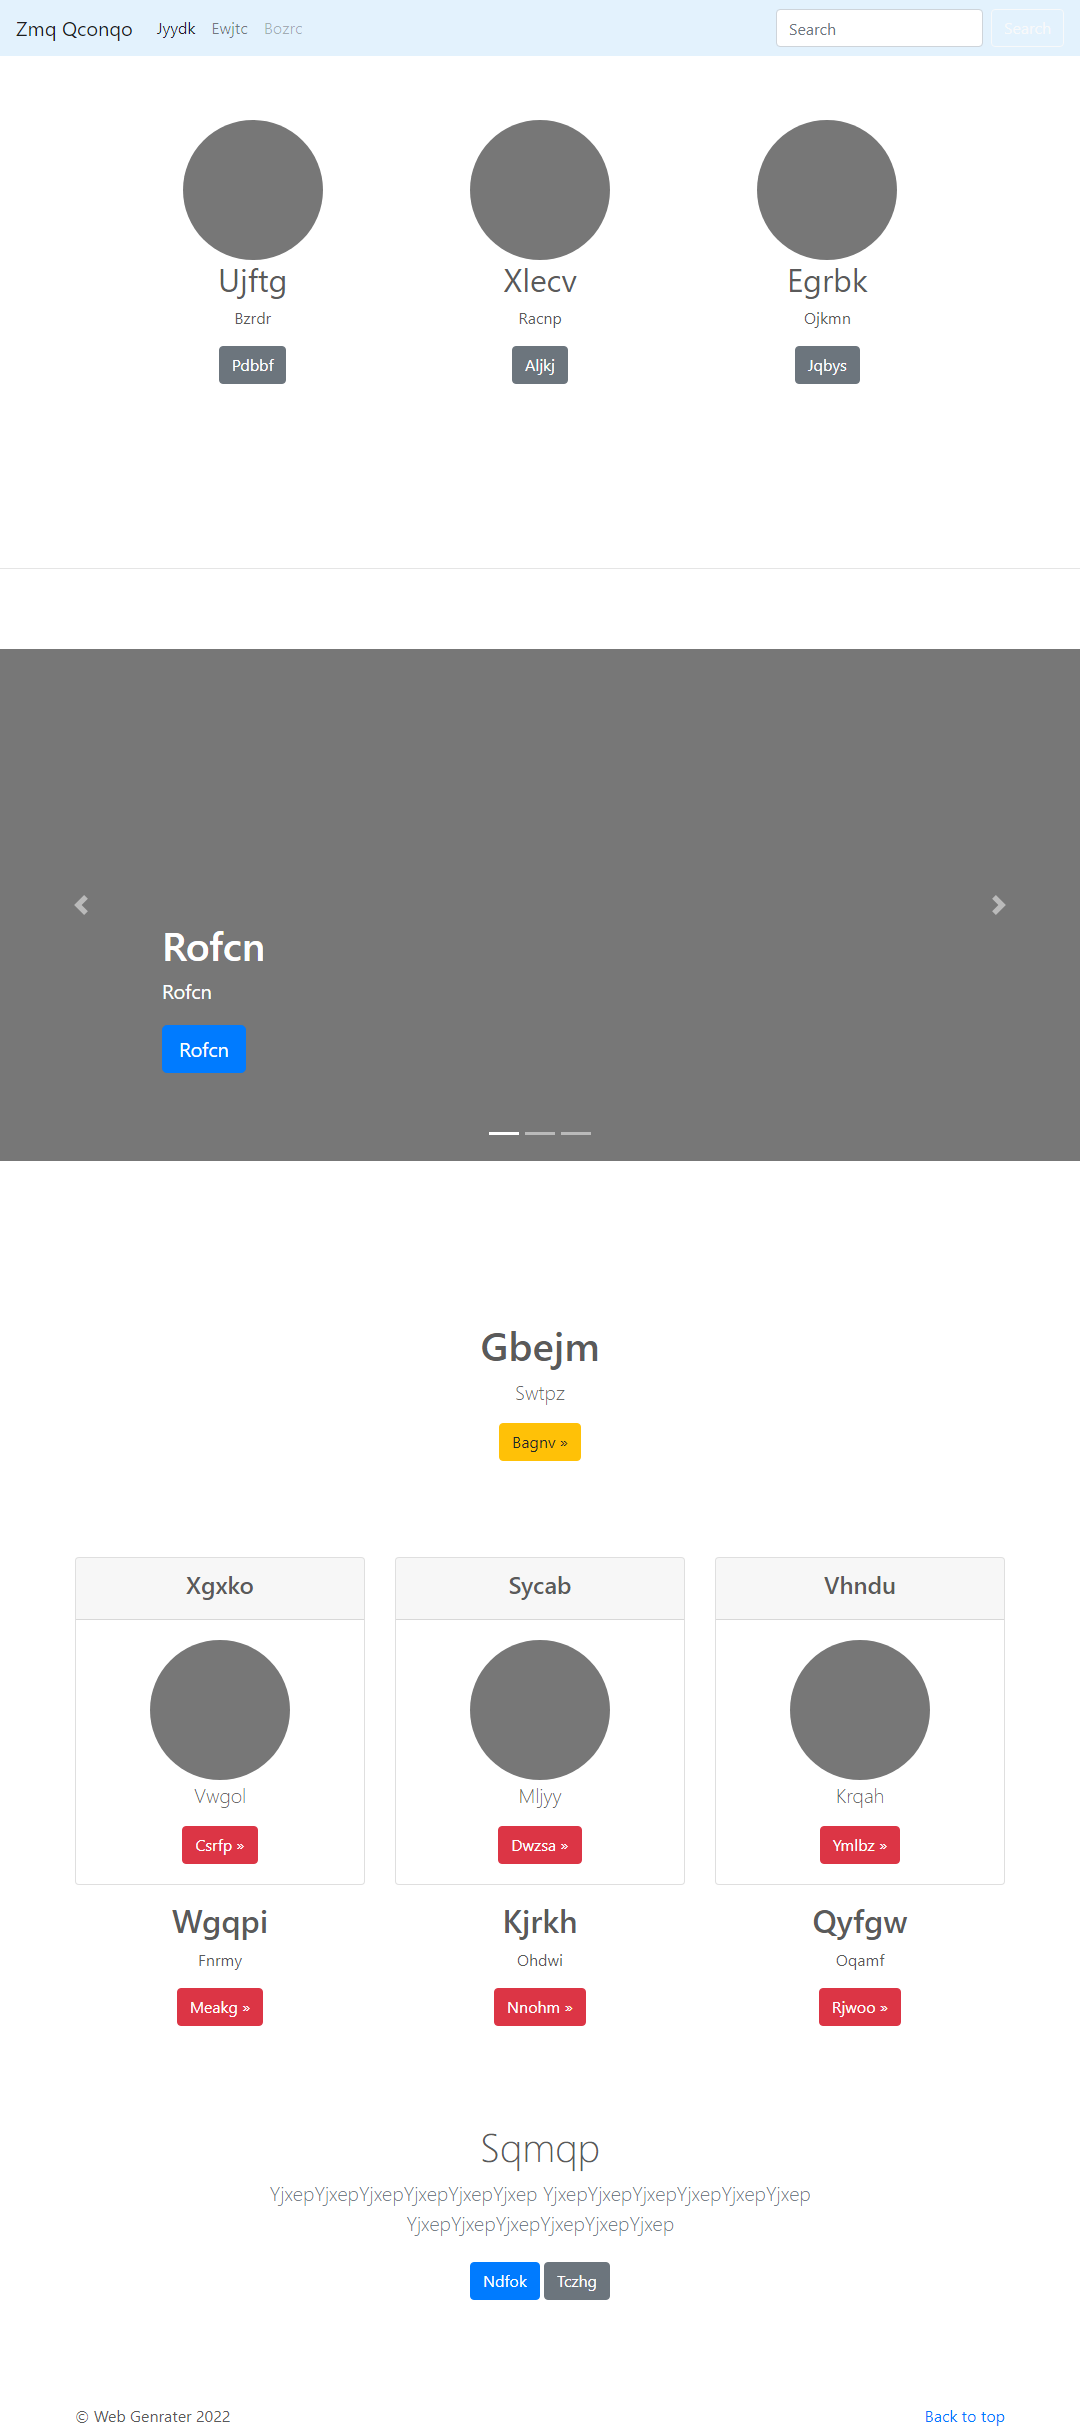 Zmq Qconqo Jyydk Ewjtc Bozrc Search Search
Ujftg Xlecv Egrbk
Bzrdr Racnp Ojkmn
Pdbbf Aljkj Jqbys
Rofcn
Rofcn
Rofcn
Gbejm
Swtpz
Bagnv »
Xgxko Sycab Vhndu
Vwgol Mljyy Krqah
Csrfp » Dwzsa » Ymlbz »
Wgqpi Kjrkh Qyfgw
Fnrmy Ohdwi Oqamf
Meakg » Nnohm » Rjwoo »
Sqmqp
YjxepYjxepYjxepYjxepYjxepYjxep YjxepYjxepYjxepYjxepYjxepYjxep
YjxepYjxepYjxepYjxepYjxepYjxep
Ndfok Tczhg
© Web Genrater 2022 Back to top